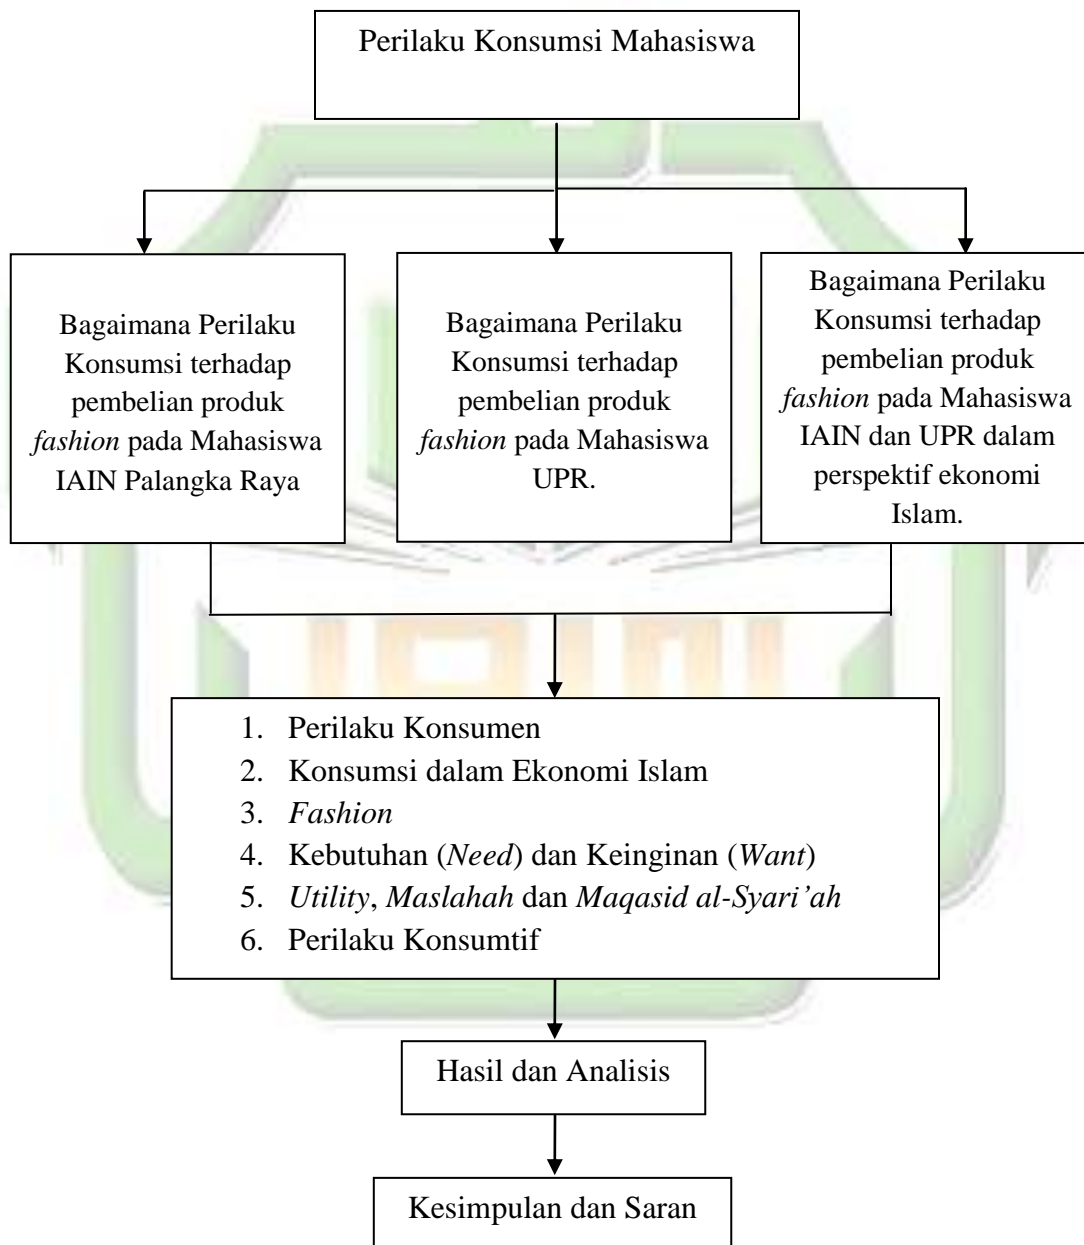 Perilaku Konsumsi Mahasiswa
Bagaimana Perilaku
Konsumsi terhadap
pembelian produk
fashion pada Mahasiswa
IAIN Palangka Raya
Bagaimana Perilaku
Konsumsi terhadap
pembelian produk
fashion pada Mahasiswa
UPR.
Bagaimana Perilaku
Konsumsi terhadap
pembelian produk
fashion pada Mahasiswa
IAIN dan UPR dalam
perspektif ekonomi
Islam.
1. Perilaku Konsumen
2. Konsumsi dalam Ekonomi Islam
3. Fashion
4. Kebutuhan (Need) dan Keinginan (Want)
5. Utility, Maslahah dan Maqasid al-Syari’ah
6. Perilaku Konsumtif
Hasil dan Analisis
Kesimpulan dan Saran